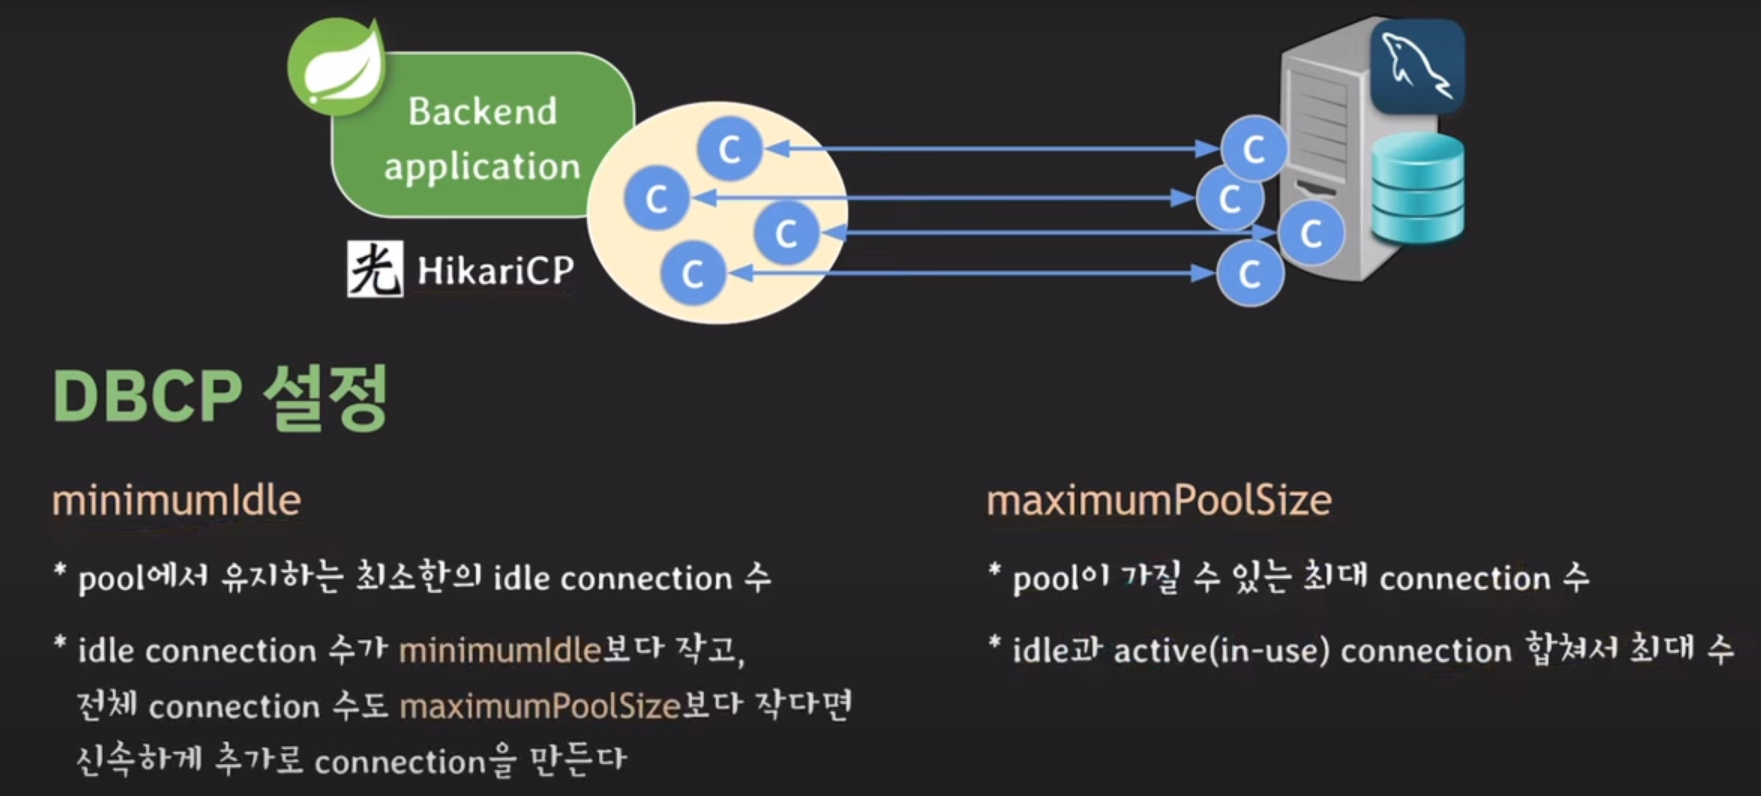 Backend
application
C
C
C
C
C
C
C
C
光 HikariCP
DBCP 설정
minimumIdle
* pool에서 유지하는 최소한의 idle connection 수
* idle connection 수가 minimumIdle보다 작고,
전체 connection 수도 maximumPoolSize보다 작다면
신속하게 추가로 connection을 만든다
maximumPoolSize
* pool이 가질 수 있는 최대 connection 수
* idle과 active(in-use) connection 합쳐서 최대 수